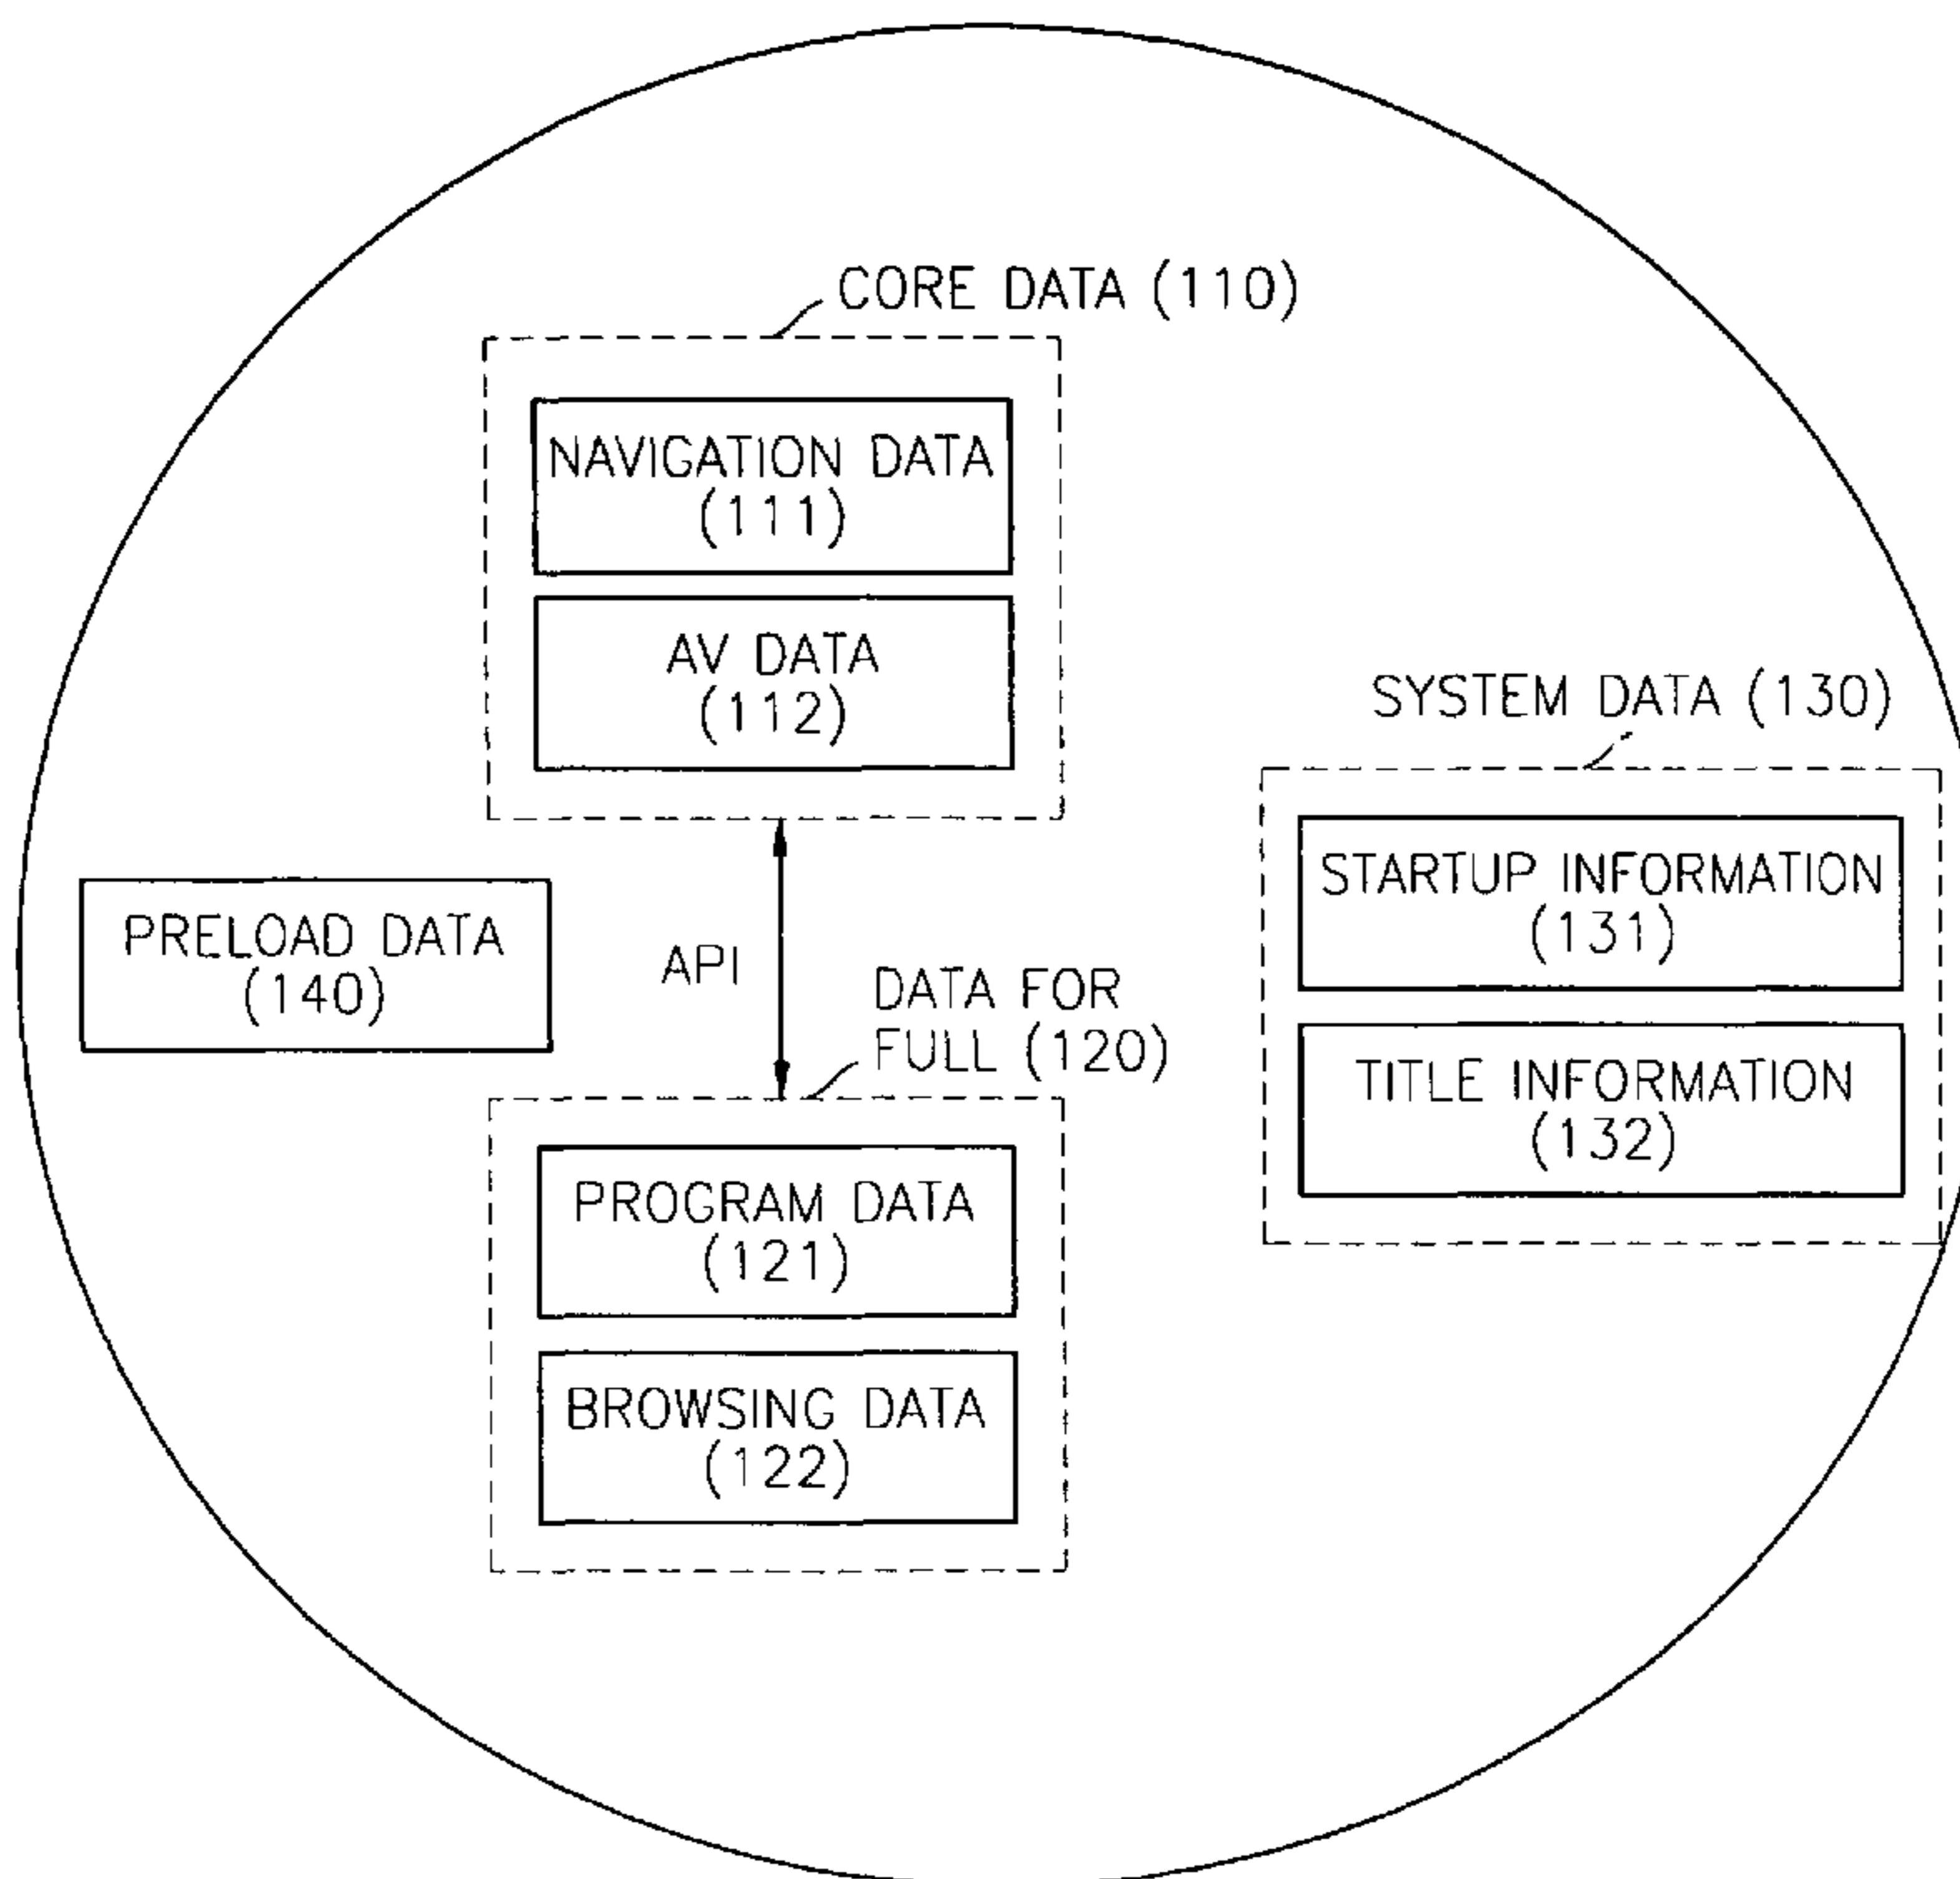 CORE DATA (110)
NAVIGATION DATA
(111)
AV DATA
(112)
SYSTEM DATA (130)
STARTUP INFORMATION
(131)
TITLE INFORMATION
(132)
PRELOAD DATA
(140)
API
DATA FOR
FULL (120)
PROGRAM DATA
(121)
BROWSING DATA
(122)